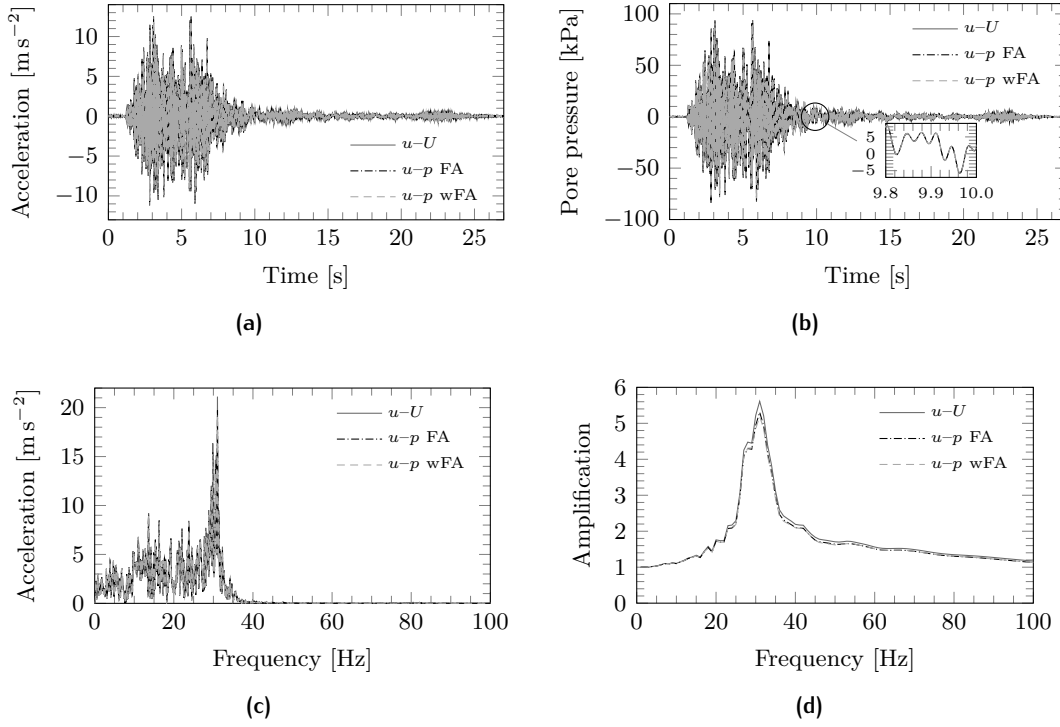 Acceleration [m s−2]
10
5
0
−5
−10
u–U
u–p FA
u–p wFA
0 5 10 15 20 25
Time [s]
(a)
Pore pressure [kPa]
100
50
0
−50
−100
u–U
u–p FA
u–p wFA
5
0
−5
9.8 9.9 10.0
0 5 10 15 20 25
Time [s]
(b)
Acceleration [m s−2]
20
15
10
5
0
u–U
u–p FA
u–p wFA
0 20 40 60 80 100
Frequency [Hz]
(c)
Amplification
6
5
4
3
2
1
0
u–U
u–p FA
u–p wFA
0 20 40 60 80 100
Frequency [Hz]
(d)